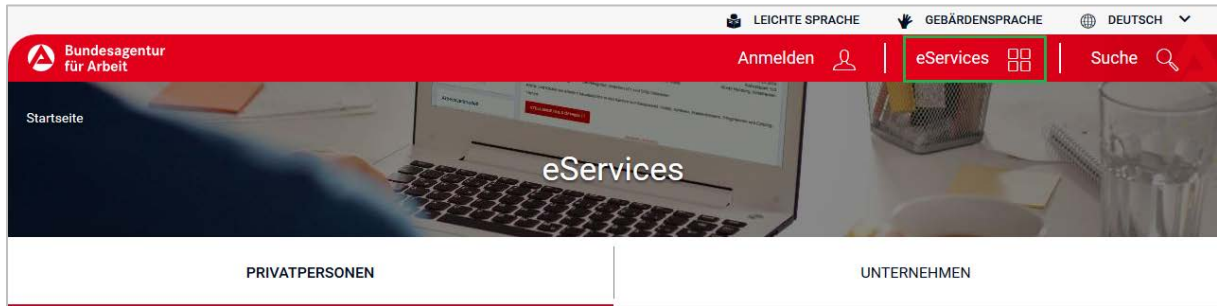 LEICHTE SPRACHE GEBÄRDENSPRACHE DEUTSCH
Bundesagentur
für Arbeit
Anmelden eServices Suche
Startseite
eServices
PRIVATPERSONEN UNTERNEHMEN